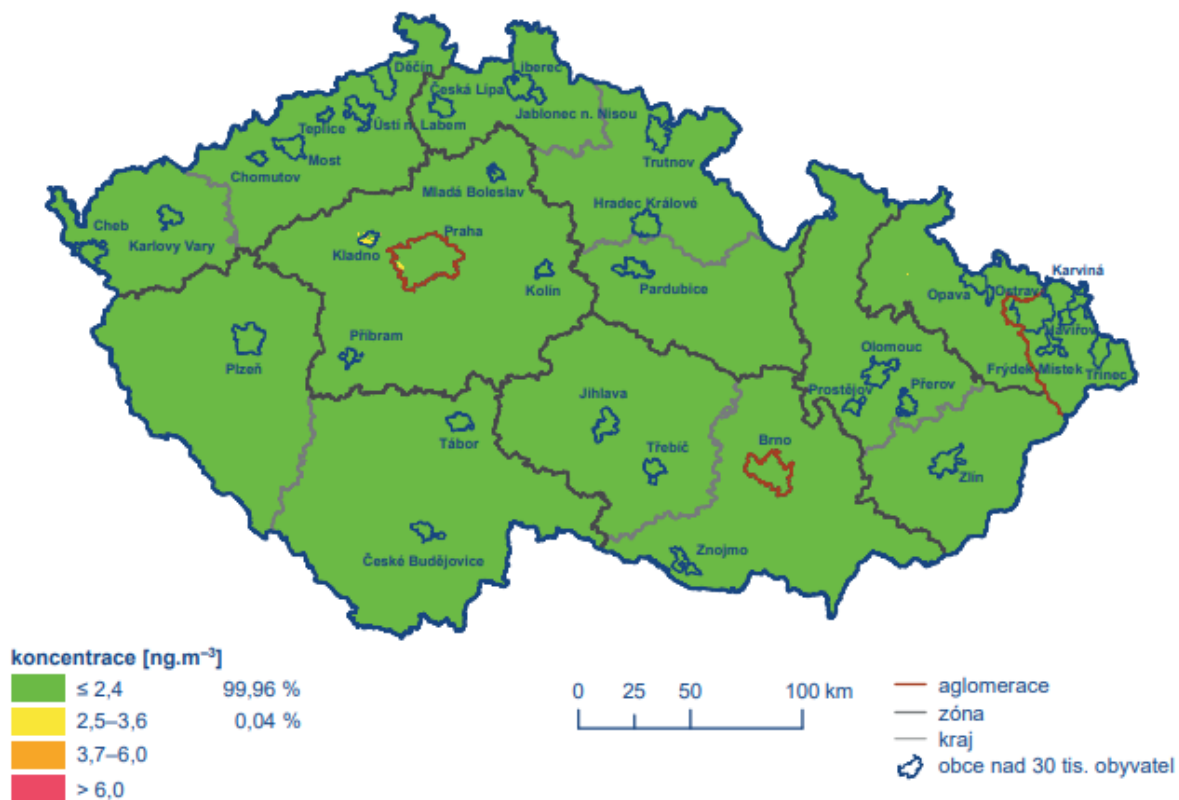 Děčín
Liberec
Česká Lípa
Jablonec n. Nisou
Teplice
Ústí n. Labem
Most
Chomutov
Trutnov
Mladá Boleslav
Hradec Králové
Cheb
Karlovy Vary
Praha
Kladno
Kolín
Pardubice
Karviná
Opava
Ostrava
Havířov
Příbram
Plzeň
Olomouc
Frýdek Místek
Třinec
Prostějov
Přerov
Jihlava
Tábor
Třebíč
Brno
Zlín
České Budějovice
Znojmo
koncentrace [ng.m⁻³]
≤ 2,4 99,96 %
2,5–3,6 0,04 %
3,7–6,0
> 6,0
0 25 50 100 km
aglomerace
zóna
kraj
obce nad 30 tis. obyvatel